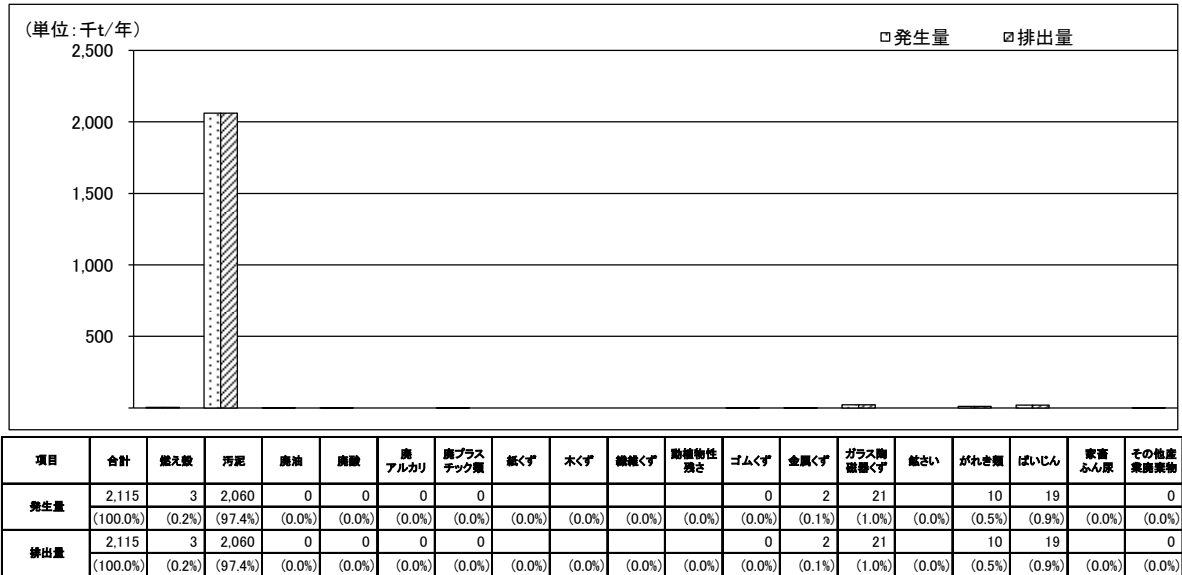 (単位:千t/年)
□発生量 ☑排出量
2,500
2,000
1,500
1,000
500
項目 合計 燃え殻 汚泥 廃油 廃酸 廃アルカリ 廃プラスチック類 紙くず 木くず 繊維くず 動植物性残さ ゴムくず 金属くず ガラス陶磁器くず 鉱さい がれき類 ばいじん 家畜ふん尿 その他産業廃棄物
発生量 2,115 3 2,060 0 0 0 0 0 2 21 10 19 0
(100.0%) (0.2%) (97.4%) (0.0%) (0.0%) (0.0%) (0.0%) (0.0%) (0.0%) (0.0%) (0.0%) (0.0%) (0.1%) (1.0%) (0.0%) (0.5%) (0.9%) (0.0%) (0.0%)
排出量 2,115 3 2,060 0 0 0 0 0 2 21 10 19 0
(100.0%) (0.2%) (97.4%) (0.0%) (0.0%) (0.0%) (0.0%) (0.0%) (0.0%) (0.0%) (0.0%) (0.0%) (0.1%) (1.0%) (0.0%) (0.5%) (0.9%) (0.0%) (0.0%)